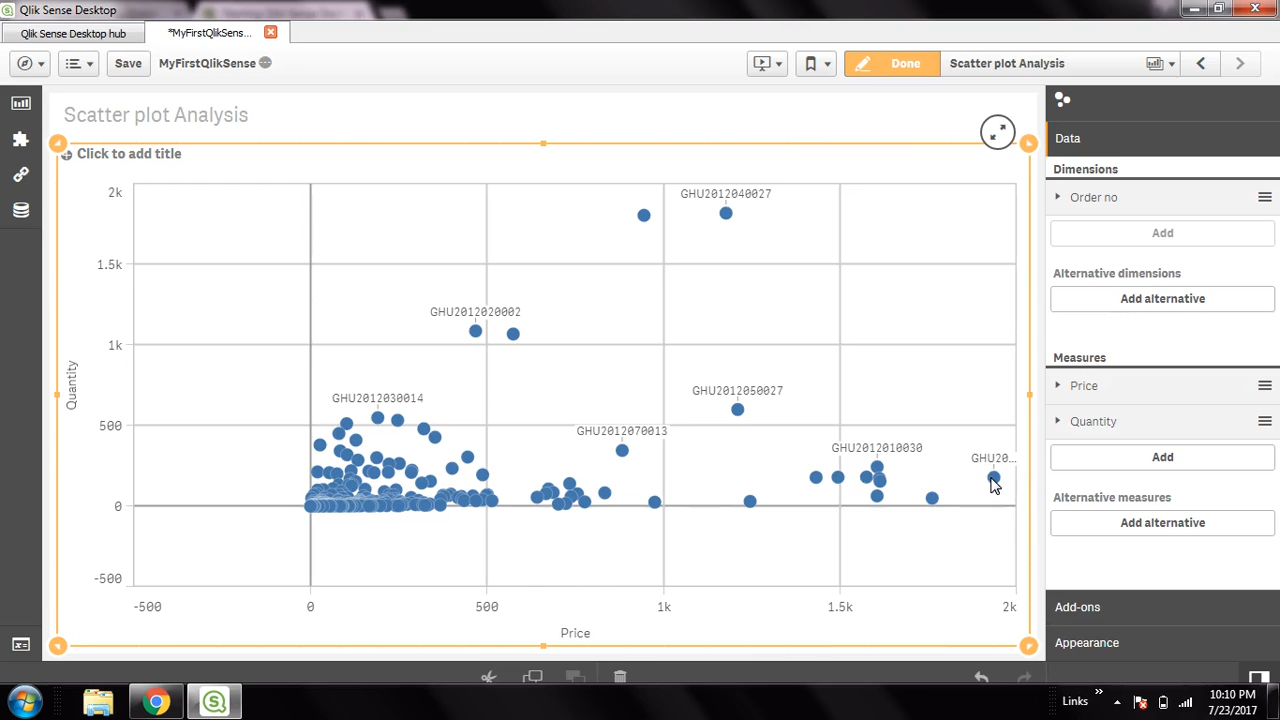 Qlik Sense Desktop
Qlik Sense Desktop hub
*MyFirstQlikSens...
Save
MyFirstQlikSense
Done
Scatter plot Analysis
Scatter plot Analysis
Click to add title
2k
1.5k
1k
500
0
-500
Quantity
GHU2012040027
GHU2012020002
GHU2012050027
GHU2012030014
GHU2012070013
GHU2012010030
GHU20...
-500
0
500
1k
1.5k
2k
Price
Data
Dimensions
Order no
Add
Alternative dimensions
Add alternative
Measures
Price
Quantity
Add
Alternative measures
Add alternative
Add-ons
Appearance
Links
10:10 PM
7/23/2017